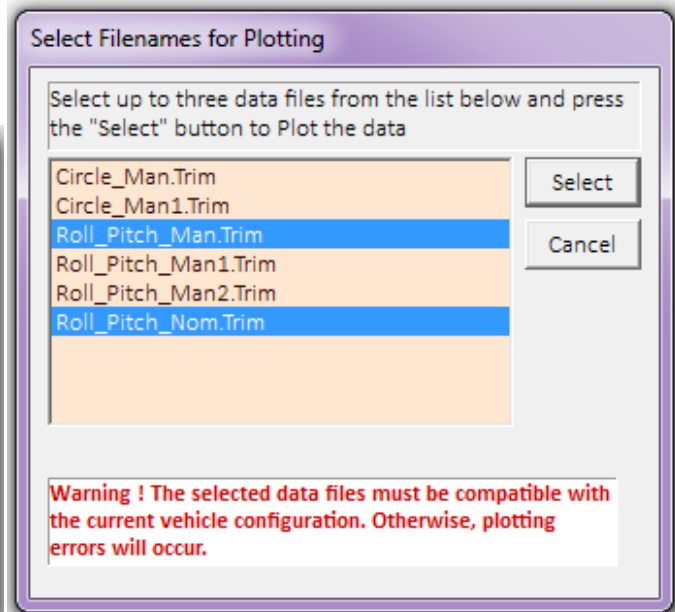 Select Filenames for Plotting
Select up to three data files from the list below and press
the "Select" button to Plot the data
Circle_Man.Trim
Circle_Man1.Trim
Roll_Pitch_Man.Trim
Roll_Pitch_Man1.Trim
Roll_Pitch_Man2.Trim
Roll_Pitch_Nom.Trim
Select
Cancel
Warning ! The selected data files must be compatible with
the current vehicle configuration. Otherwise, plotting
errors will occur.